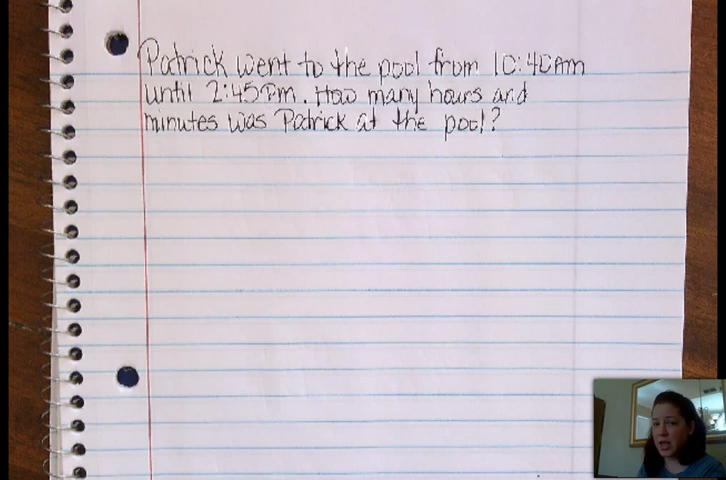 Patrick went to the pool from 10:40Am
until 2:45Pm. How many hours and
minutes was Patrick at the pool?